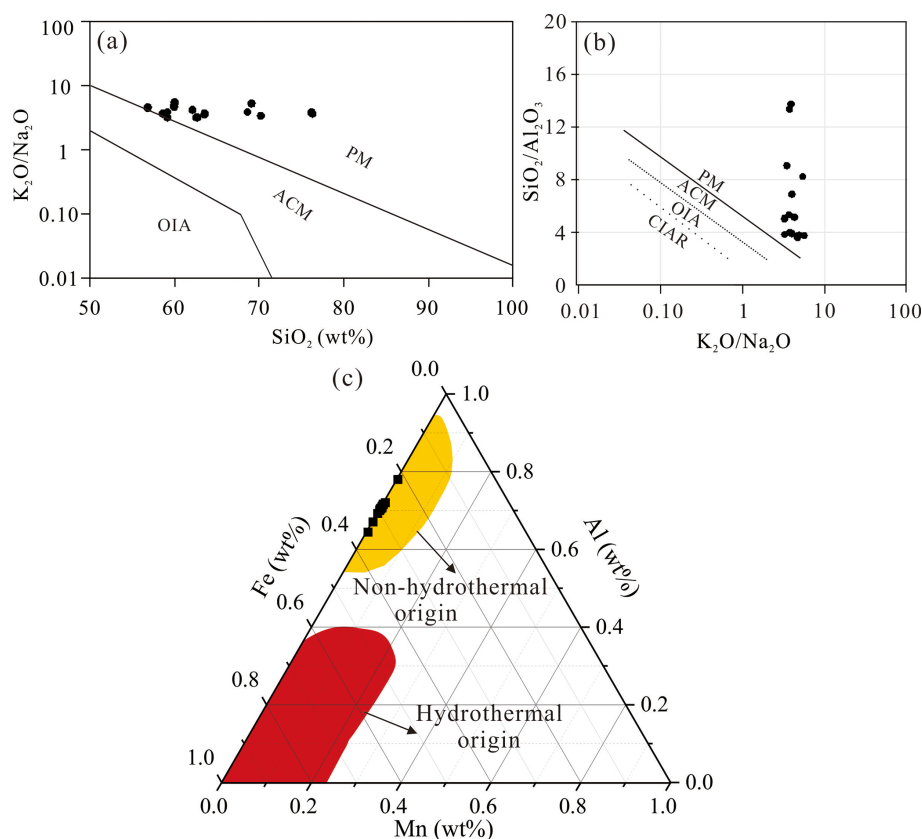 (a)
100
10
1
0.10
0.01
K₂O/Na₂O
PM
ACM
OIA
50
60
70
80
90
100
SiO₂ (wt%)
(b)
20
16
12
8
4
0
SiO₂/Al₂O₃
PM
ACM
OIA
CIAR
0.01
0.10
1
10
100
K₂O/Na₂O
(c)
0.0
0.2
0.4
0.6
0.8
1.0
Fe (wt%)
1.0
0.8
0.6
0.4
0.2
0.0
Al (wt%)
Non-hydrothermal
origin
Hydrothermal
origin
0.0
0.2
0.4
0.6
0.8
1.0
Mn (wt%)